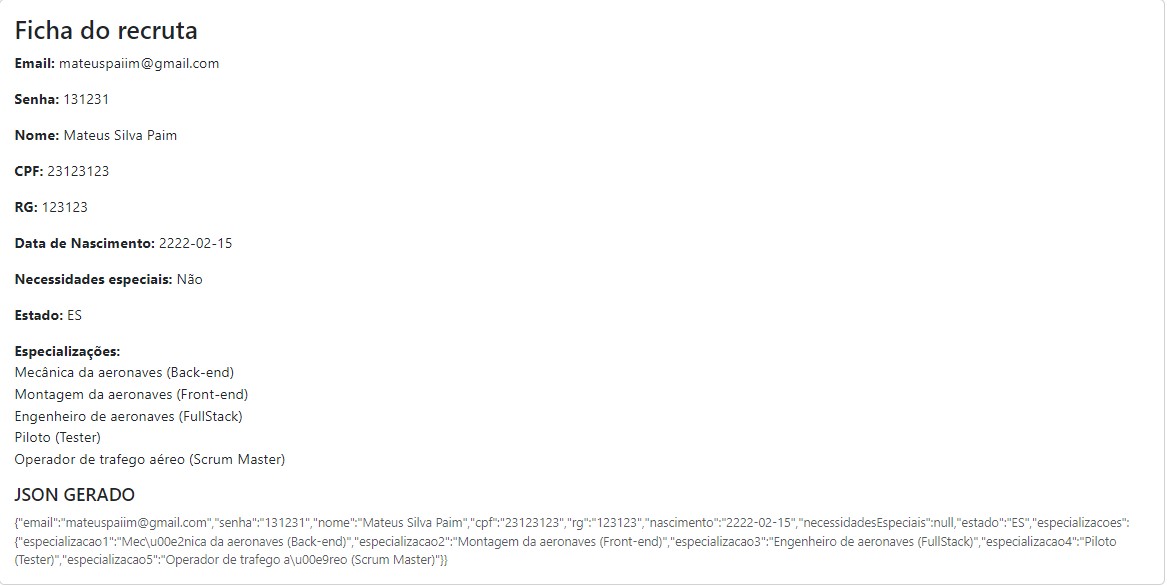 Ficha do recruta
Email: mateuspaiim@gmail.com
Senha: 131231
Nome: Mateus Silva Paim
CPF: 23123123
RG: 123123
Data de Nascimento: 2222-02-15
Necessidades especiais: Não
Estado: ES
Especializações:
Mecânica da aeronaves (Back-end)
Montagem da aeronaves (Front-end)
Engenheiro de aeronaves (FullStack)
Piloto (Tester)
Operador de trafego aéreo (Scrum Master)
JSON GERADO
{"email":"mateuspaiim@gmail.com","senha":"131231","nome":"Mateus Silva Paim","cpf":"23123123","rg":"123123","nascimento":"2222-02-15","necessidadesEspeciais":null,"estado":"ES","especializacoes":
{"especializacao1":"Mec\u00e2nica da aeronaves (Back-end)","especializacao2":"Montagem da aeronaves (Front-end)","especializacao3":"Engenheiro de aeronaves (FullStack)","especializacao4":"Piloto
(Tester)","especializacao5":"Operador de trafego a\u00e9reo (Scrum Master)"}}